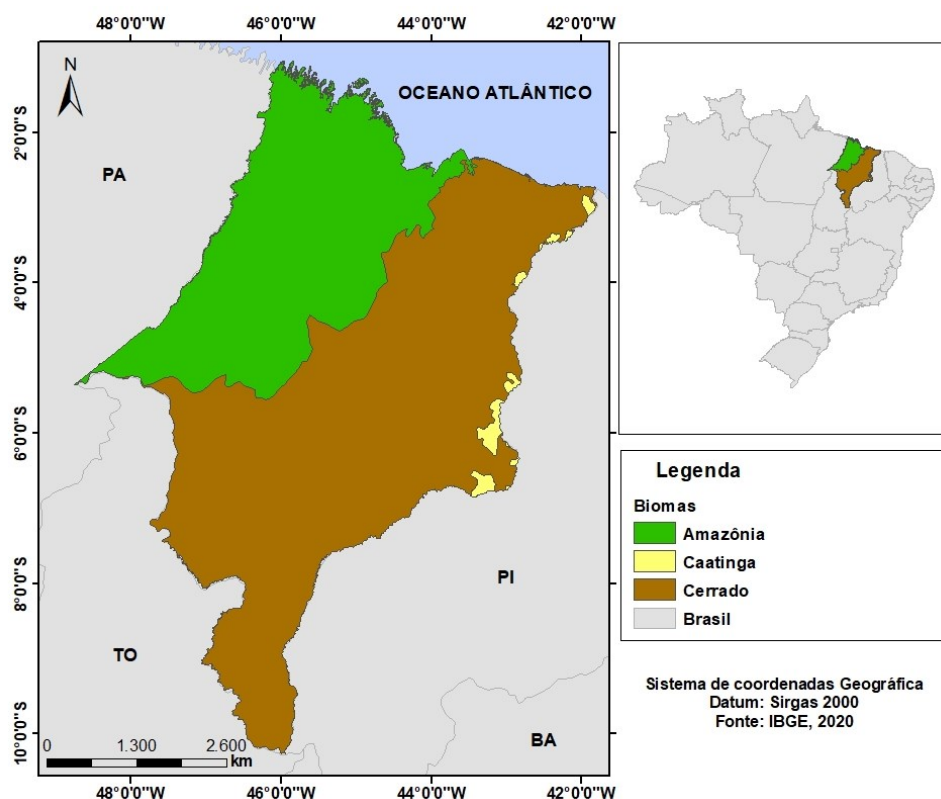 48°0'0"S 46°0'0"S 44°0'0"S 42°0'0"S
N
OCEANO ATLÂNTICO
2°0'0"S
PA
4°0'0"S
6°0'0"S
8°0'0"S
PI
TO
10°0'0"S
BA
0 1.300 2.600
km
48°0'0"S 46°0'0"S 44°0'0"S 42°0'0"S
Legenda
Biomas
Amazônia
Caatinga
Cerrado
Brasil
Sistema de coordenadas Geográfica
Datum: Sirgas 2000
Fonte: IBGE, 2020